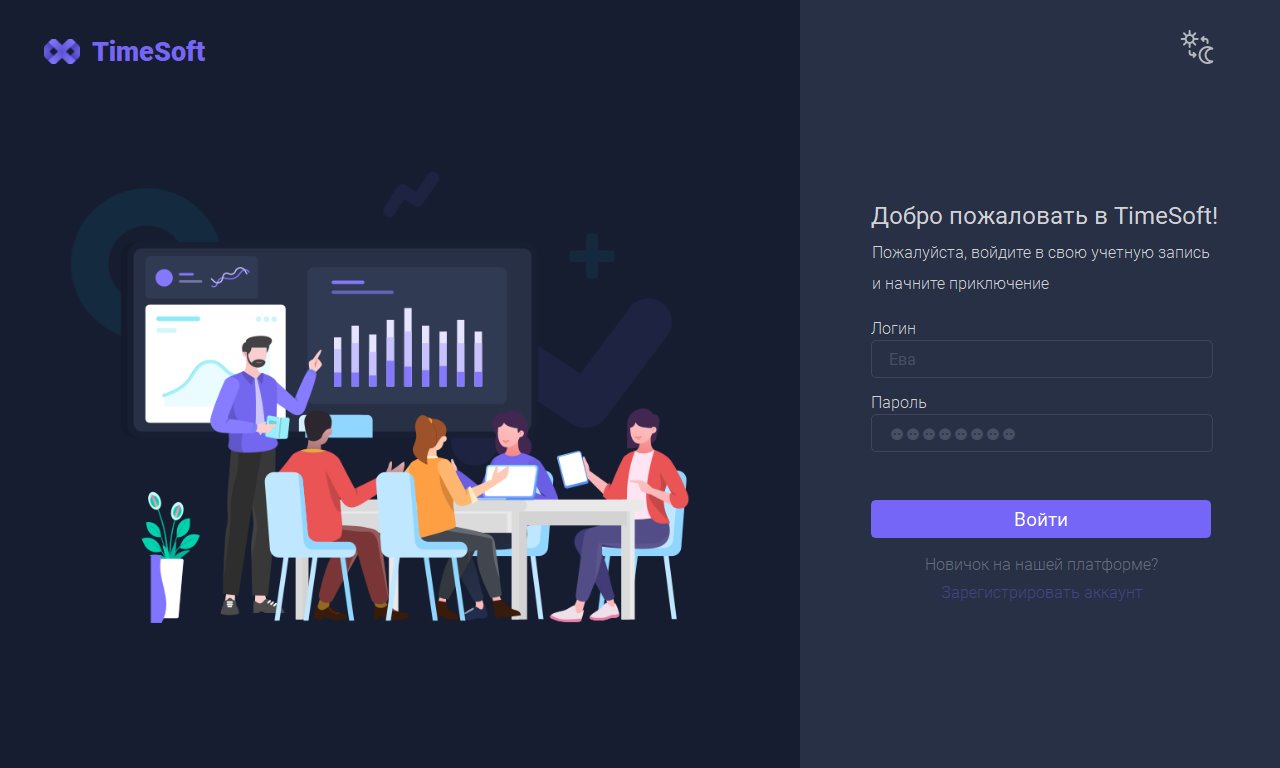 TimeSoft
Добро пожаловать в TimeSoft!
Пожалуйста, войдите в свою учетную запись
и начните приключение
Логин
Ева
Пароль
Войти
Новичок на нашей платформе?
Зарегистрировать аккаунт